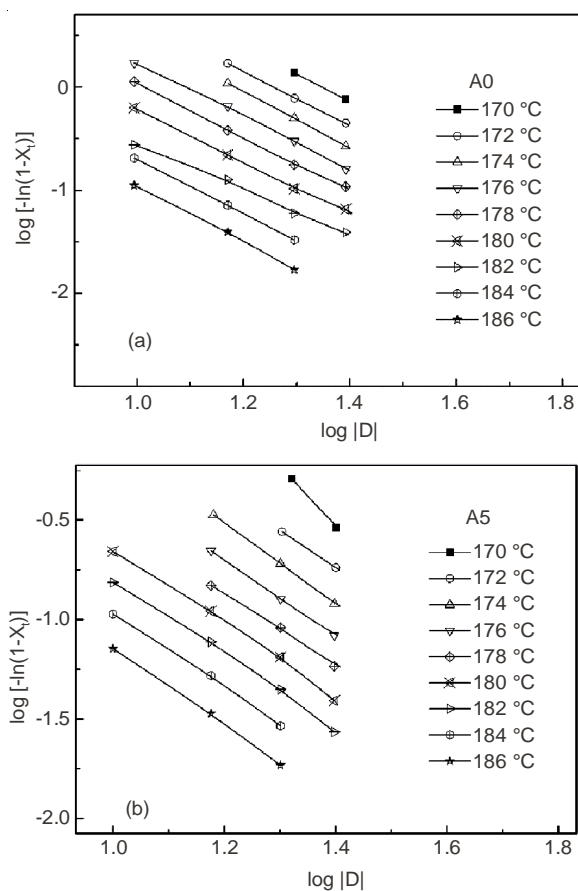 0
-1
-2
log [-ln(1-Xt)]
A0
170 °C
172 °C
174 °C
176 °C
178 °C
180 °C
182 °C
184 °C
186 °C
(a)
1.0 1.2 1.4 1.6 1.8
log |D|
-0.5
-1.0
-1.5
-2.0
log [-ln(1-Xt)]
A5
170 °C
172 °C
174 °C
176 °C
178 °C
180 °C
182 °C
184 °C
186 °C
(b)
1.0 1.2 1.4 1.6 1.8
log |D|